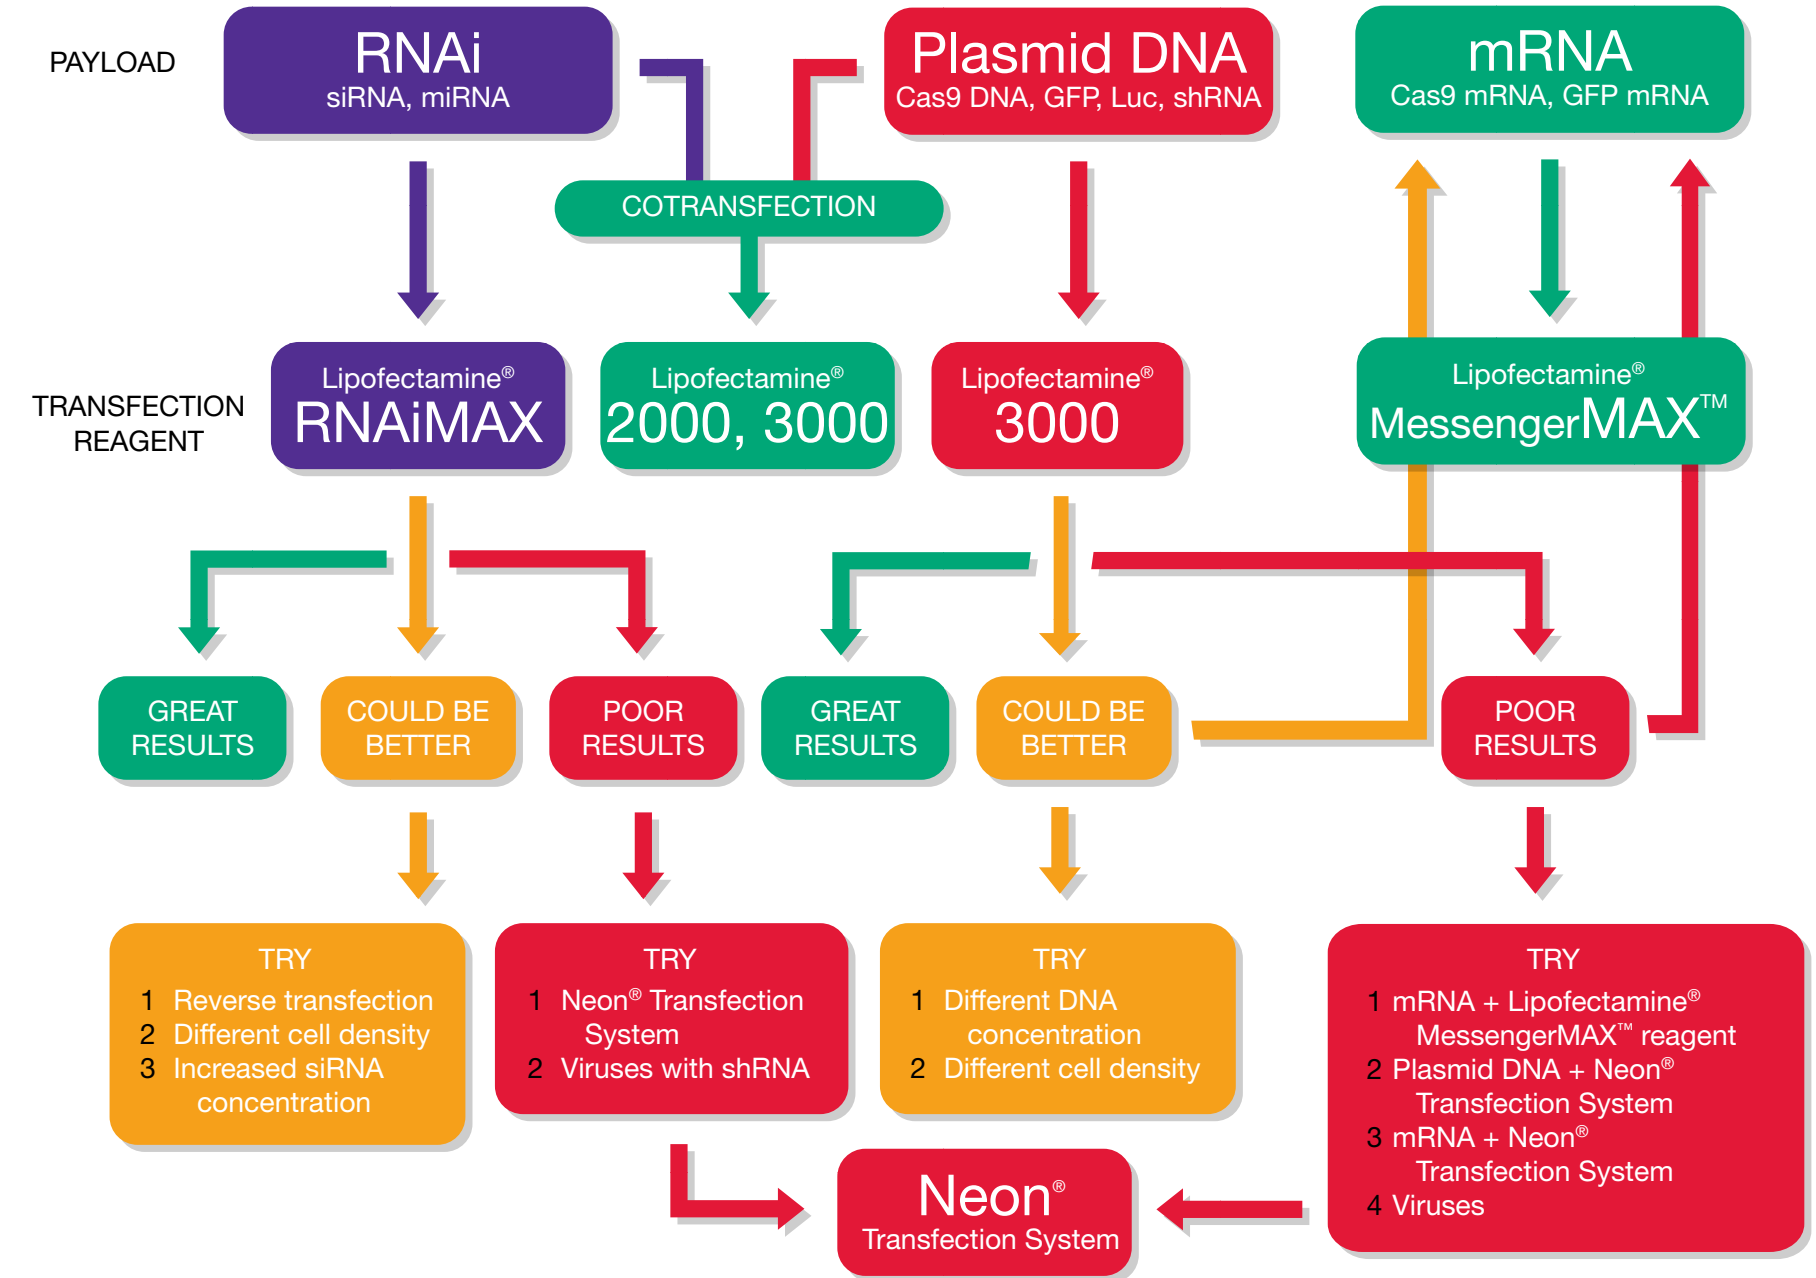 PAYLOAD
RNAi
siRNA, miRNA
Plasmid DNA
Cas9 DNA, GFP, Luc, shRNA
mRNA
Cas9 mRNA, GFP mRNA
COTRANSFECTION
TRANSFECTION
REAGENT
Lipofectamine®
RNAiMAX
Lipofectamine®
2000, 3000
Lipofectamine®
3000
Lipofectamine®
MessengerMAX™
GREAT
RESULTS
COULD BE
BETTER
POOR
RESULTS
GREAT
RESULTS
COULD BE
BETTER
POOR
RESULTS
TRY
1 Reverse transfection
2 Different cell density
3 Increased siRNA
concentration
TRY
1 Neon® Transfection
System
2 Viruses with shRNA
TRY
1 Different DNA
concentration
2 Different cell density
TRY
1 mRNA + Lipofectamine®
MessengerMAX™ reagent
2 Plasmid DNA + Neon®
Transfection System
3 mRNA + Neon®
Transfection System
4 Viruses
Neon®
Transfection System